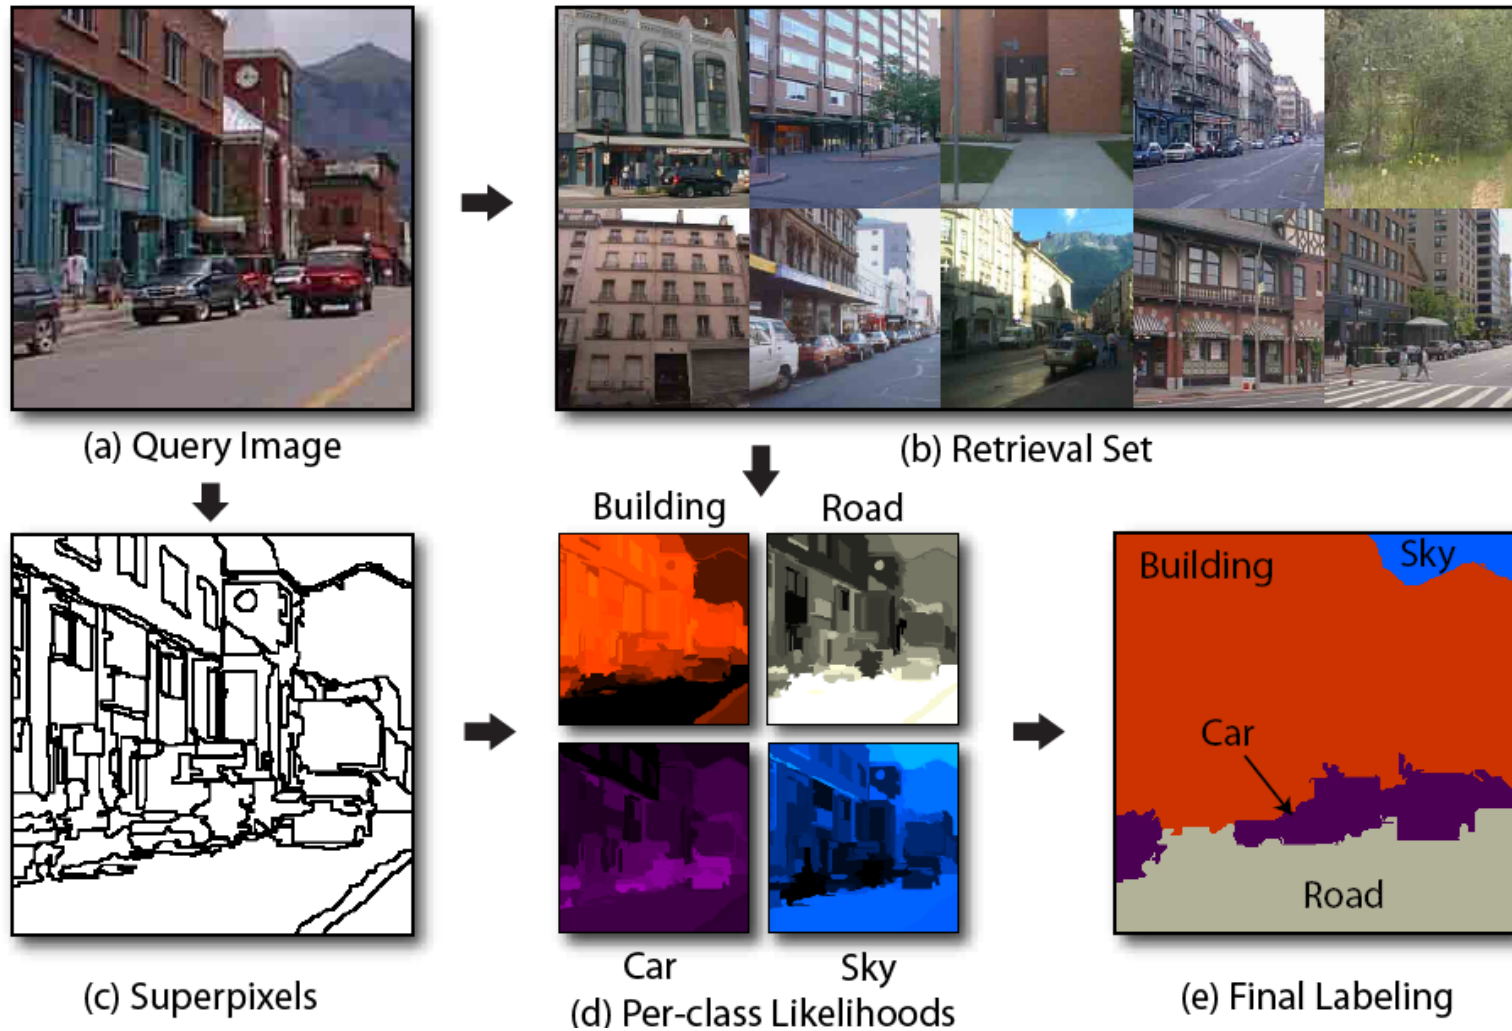 (a) Query Image
(b) Retrieval Set
Building
Road
Car
Sky
Building
Sky
Car
Road
(c) Superpixels
(d) Per-class Likelihoods
(e) Final Labeling